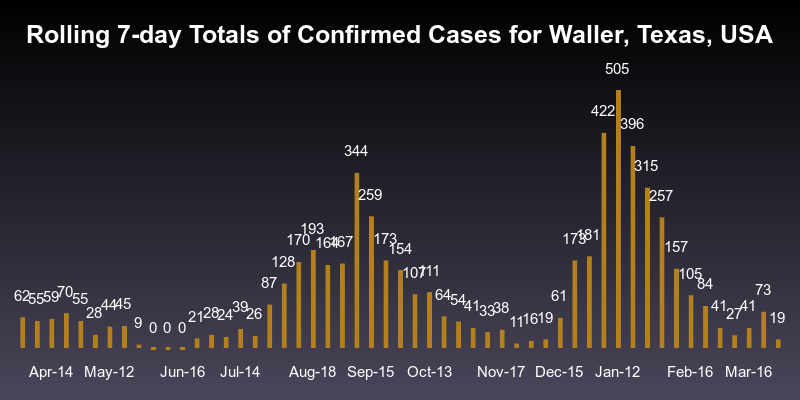 Rolling 7-day Totals of Confirmed Cases for Waller, Texas, USA
62 55 59 70 55 28 44 45 9 0 0 0 21 28 24 39 26 87 128 170 193 164 167 344 259 173 154 107 111 64 54 41 33 38 11 16 19 61 173 181 422 505 396 315 257 157 105 84 41 27 41 73 19
Apr-14 May-12 Jun-16 Jul-14 Aug-18 Sep-15 Oct-13 Nov-17 Dec-15 Jan-12 Feb-16 Mar-16